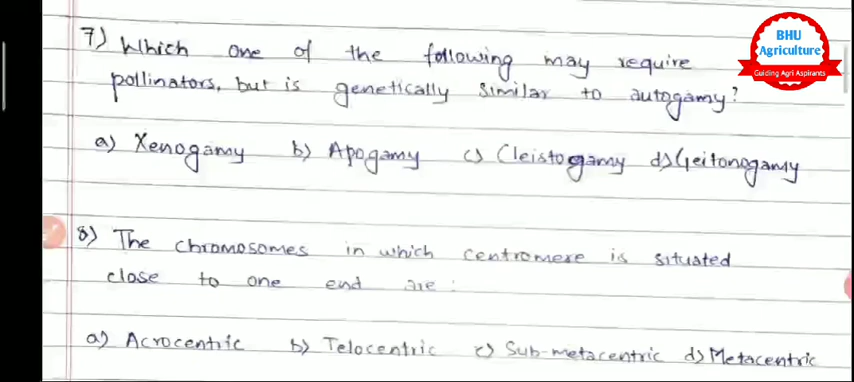 BHU
Agriculture
Guiding Agri Aspirants
7) Which one of the following may require
pollinators, but is genetically similar to autogamy?
a) Xenogamy b) Apogamy c) Cleistogamy d) Geitonogamy
8) The chromosomes in which centromere is situated
close to one end are :
a) Acrocentric b) Telocentric c) Sub-metacentric d) Metacentric